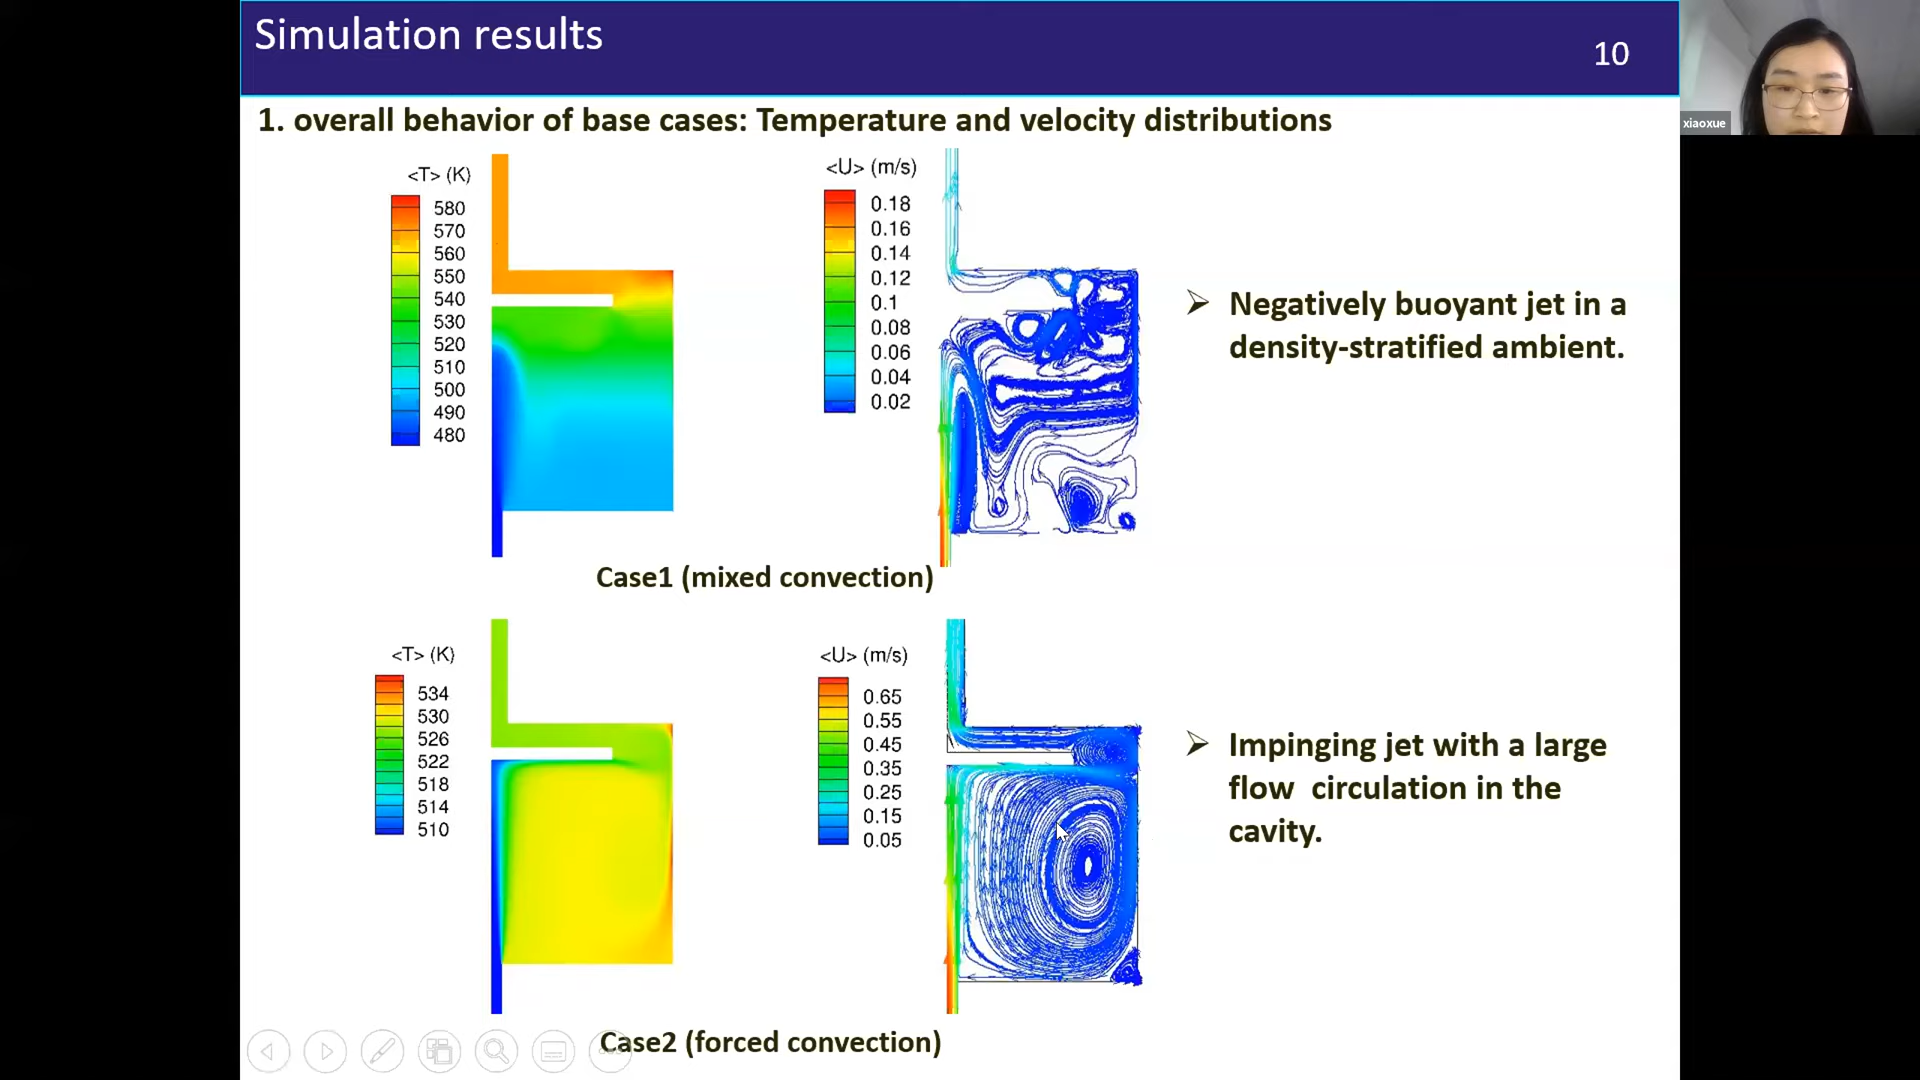 Simulation results
10
xiaoxue
1. overall behavior of base cases: Temperature and velocity distributions
<T> (K)
580
570
560
550
540
530
520
510
500
490
480
<U> (m/s)
0.18
0.16
0.14
0.12
0.1
0.08
0.06
0.04
0.02
➢ Negatively buoyant jet in a
density-stratified ambient.
Case1 (mixed convection)
<T> (K)
534
530
526
522
518
514
510
<U> (m/s)
0.65
0.55
0.45
0.35
0.25
0.15
0.05
➢ Impinging jet with a large
flow circulation in the
cavity.
Case2 (forced convection)